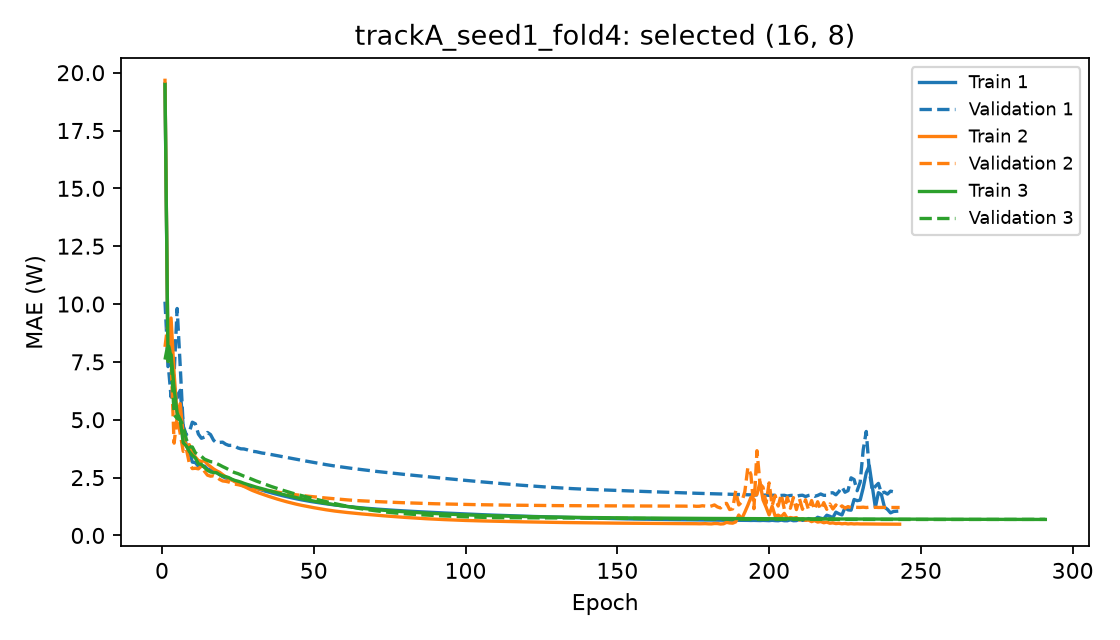 trackA_seed1_fold4: selected (16, 8)
20.0
17.5
15.0
12.5
10.0
7.5
5.0
2.5
0.0
MAE (W)
Train 1
Validation 1
Train 2
Validation 2
Train 3
Validation 3
0 50 100 150 200 250 300
Epoch